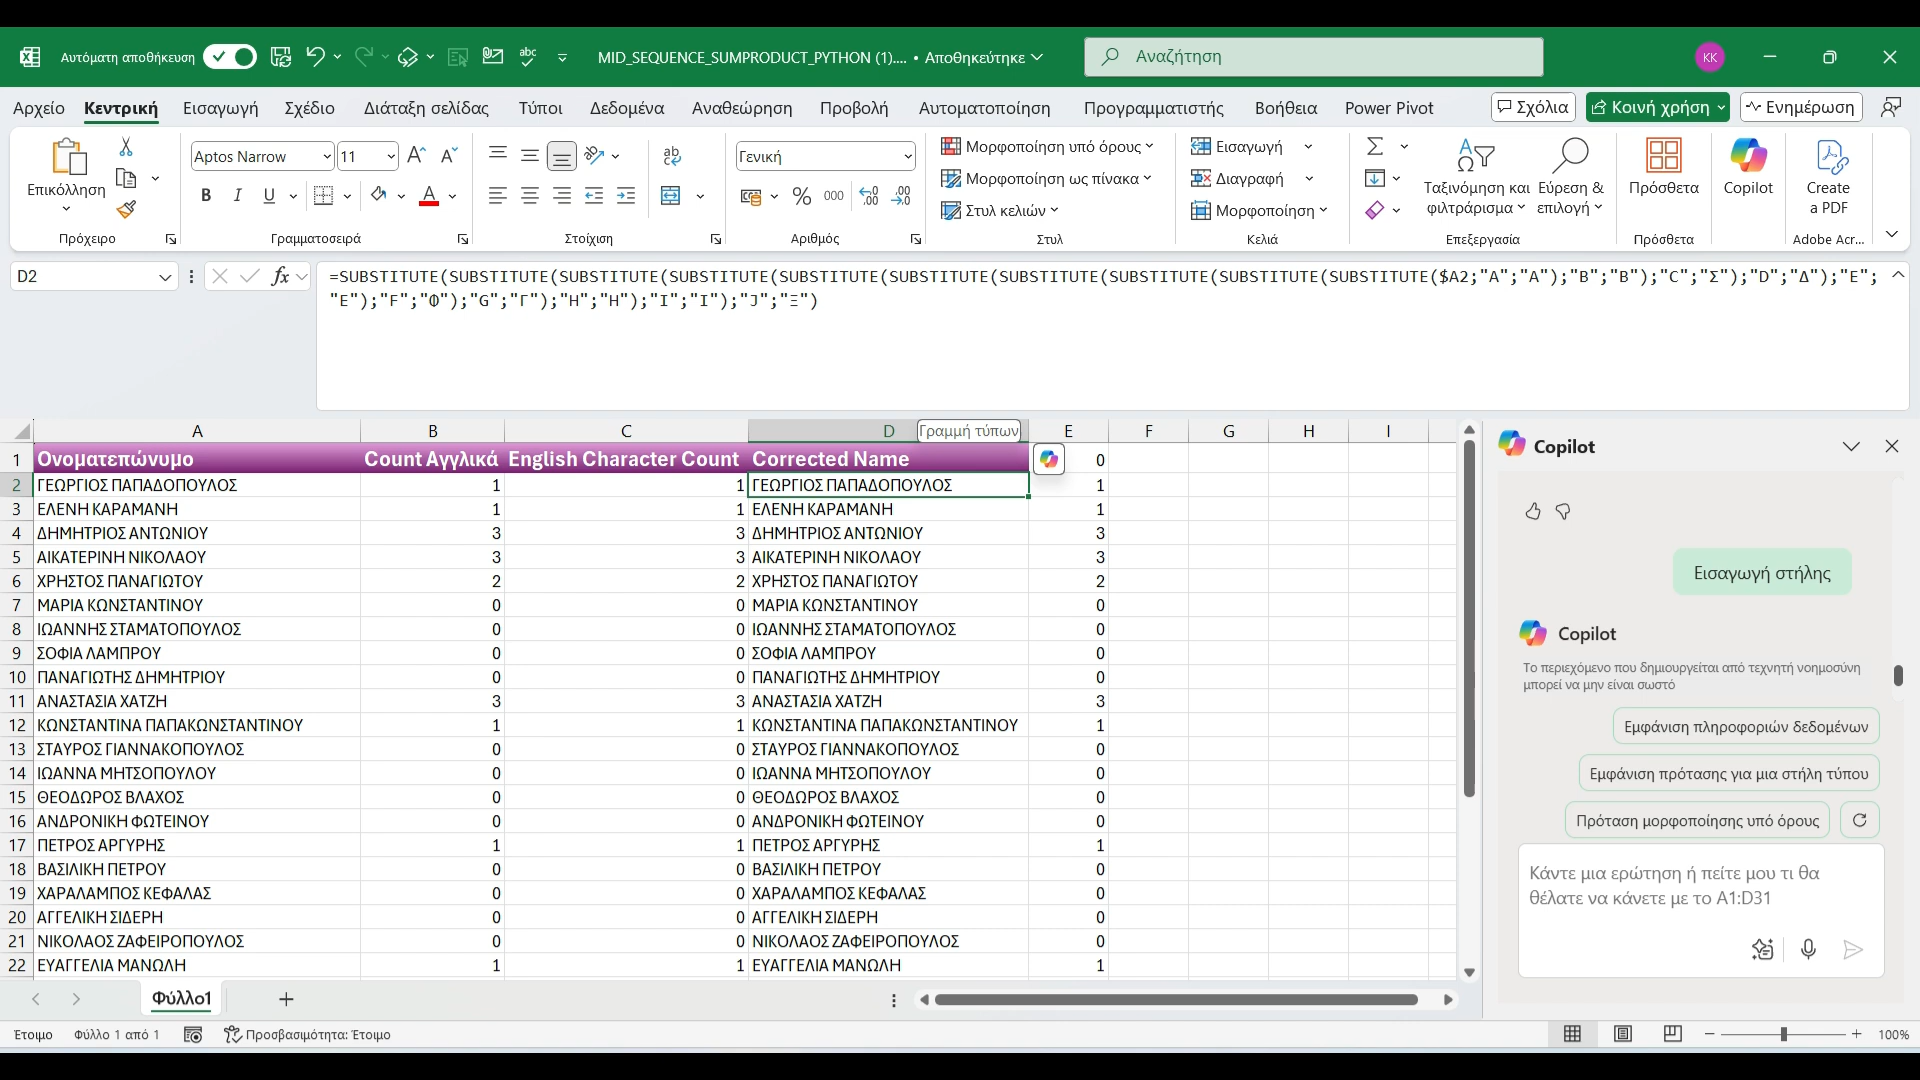 Αυτόματη αποθήκευση
MID_SEQUENCE_SUMPRODUCT_PYTHON (1).... • Αποθηκεύτηκε
Αναζήτηση
KK
Αρχείο Κεντρική Εισαγωγή Σχέδιο Διάταξη σελίδας Τύποι Δεδομένα Αναθεώρηση Προβολή Αυτοματοποίηση Προγραμματιστής Βοήθεια Power Pivot
Σχόλια Κοινή χρήση Ενημέρωση
Επικόλληση
Aptos Narrow 11
Γενική
Μορφοποίηση υπό όρους
Μορφοποίηση ως πίνακα
Στυλ κελιών
Εισαγωγή
Διαγραφή
Μορφοποίηση
Ταξινόμηση και
φιλτράρισμα
Εύρεση &
επιλογή
Πρόσθετα
Copilot
Create
a PDF
Πρόχειρο Γραμματοσειρά Στοίχιση Αριθμός Στυλ Κελιά Επεξεργασία Πρόσθετα Adobe Acr...
D2
=SUBSTITUTE(SUBSTITUTE(SUBSTITUTE(SUBSTITUTE(SUBSTITUTE(SUBSTITUTE(SUBSTITUTE(SUBSTITUTE(SUBSTITUTE(SUBSTITUTE($A2;"A";"Α");"B";"Β");"C";"Σ");"D";"Δ");"E";
"Ε");"F";"Φ");"G";"Γ");"H";"Η");"I";"Ι");"J";"Ξ")
A B C D E F G H I
Γραμμή τύπων
1 Ονοματεπώνυμο Count Αγγλικά English Character Count Corrected Name 0
2 ΓΕΩΡΓΙΟΣ ΠΑΠΑΔΟΠΟΥΛΟΣ 1 1 ΓΕΩΡΓΙΟΣ ΠΑΠΑΔΟΠΟΥΛΟΣ 1
3 ΕΛΕΝΗ ΚΑΡΑΜΑΝΗ 1 1 ΕΛΕΝΗ ΚΑΡΑΜΑΝΗ 1
4 ΔΗΜΗΤΡΙΟΣ ΑΝΤΩΝΙΟΥ 3 3 ΔΗΜΗΤΡΙΟΣ ΑΝΤΩΝΙΟΥ 3
5 ΑΙΚΑΤΕΡΙΝΗ ΝΙΚΟΛΑΟΥ 3 3 ΑΙΚΑΤΕΡΙΝΗ ΝΙΚΟΛΑΟΥ 3
6 ΧΡΗΣΤΟΣ ΠΑΝΑΓΙΩΤΟΥ 2 2 ΧΡΗΣΤΟΣ ΠΑΝΑΓΙΩΤΟΥ 2
7 ΜΑΡΙΑ ΚΩΝΣΤΑΝΤΙΝΟΥ 0 0 ΜΑΡΙΑ ΚΩΝΣΤΑΝΤΙΝΟΥ 0
8 ΙΩΑΝΝΗΣ ΣΤΑΜΑΤΟΠΟΥΛΟΣ 0 0 ΙΩΑΝΝΗΣ ΣΤΑΜΑΤΟΠΟΥΛΟΣ 0
9 ΣΟΦΙΑ ΛΑΜΠΡΟΥ 0 0 ΣΟΦΙΑ ΛΑΜΠΡΟΥ 0
10 ΠΑΝΑΓΙΩΤΗΣ ΔΗΜΗΤΡΙΟΥ 0 0 ΠΑΝΑΓΙΩΤΗΣ ΔΗΜΗΤΡΙΟΥ 0
11 ΑΝΑΣΤΑΣΙΑ ΧΑΤΖΗ 3 3 ΑΝΑΣΤΑΣΙΑ ΧΑΤΖΗ 3
12 ΚΩΝΣΤΑΝΤΙΝΑ ΠΑΠΑΚΩΝΣΤΑΝΤΙΝΟΥ 1 1 ΚΩΝΣΤΑΝΤΙΝΑ ΠΑΠΑΚΩΝΣΤΑΝΤΙΝΟΥ 1
13 ΣΤΑΥΡΟΣ ΓΙΑΝΝΑΚΟΠΟΥΛΟΣ 0 0 ΣΤΑΥΡΟΣ ΓΙΑΝΝΑΚΟΠΟΥΛΟΣ 0
14 ΙΩΑΝΝΑ ΜΗΤΣΟΠΟΥΛΟΥ 0 0 ΙΩΑΝΝΑ ΜΗΤΣΟΠΟΥΛΟΥ 0
15 ΘΕΟΔΩΡΟΣ ΒΛΑΧΟΣ 0 0 ΘΕΟΔΩΡΟΣ ΒΛΑΧΟΣ 0
16 ΑΝΔΡΟΝΙΚΗ ΦΩΤΕΙΝΟΥ 0 0 ΑΝΔΡΟΝΙΚΗ ΦΩΤΕΙΝΟΥ 0
17 ΠΕΤΡΟΣ ΑΡΓΥΡΗΣ 1 1 ΠΕΤΡΟΣ ΑΡΓΥΡΗΣ 1
18 ΒΑΣΙΛΙΚΗ ΠΕΤΡΟΥ 0 0 ΒΑΣΙΛΙΚΗ ΠΕΤΡΟΥ 0
19 ΧΑΡΑΛΑΜΠΟΣ ΚΕΦΑΛΑΣ 0 0 ΧΑΡΑΛΑΜΠΟΣ ΚΕΦΑΛΑΣ 0
20 ΑΓΓΕΛΙΚΗ ΣΙΔΕΡΗ 0 0 ΑΓΓΕΛΙΚΗ ΣΙΔΕΡΗ 0
21 ΝΙΚΟΛΑΟΣ ΖΑΦΕΙΡΟΠΟΥΛΟΣ 0 0 ΝΙΚΟΛΑΟΣ ΖΑΦΕΙΡΟΠΟΥΛΟΣ 0
22 ΕΥΑΓΓΕΛΙΑ ΜΑΝΩΛΗ 1 1 ΕΥΑΓΓΕΛΙΑ ΜΑΝΩΛΗ 1
Copilot
Εισαγωγή στήλης
Copilot
Το περιεχόμενο που δημιουργείται από τεχνητή νοημοσύνη
μπορεί να μην είναι σωστό
Εμφάνιση πληροφοριών δεδομένων
Εμφάνιση πρότασης για μια στήλη τύπου
Πρόταση μορφοποίησης υπό όρους
Κάντε μια ερώτηση ή πείτε μου τι θα
θέλατε να κάνετε με το A1:D31
Φύλλο1
Έτοιμο Φύλλο 1 από 1 Προσβασιμότητα: Έτοιμο 100%